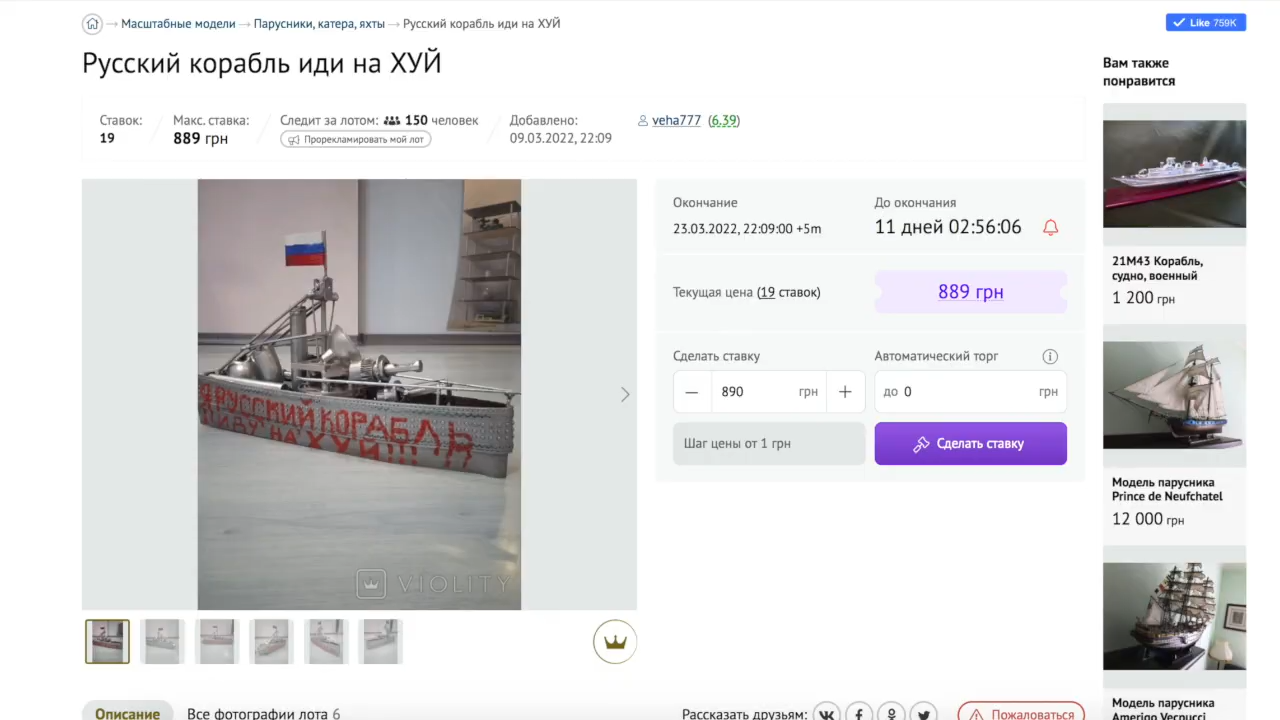 Масштабные модели → Парусники, катера, яхты → Русский корабль иди на ХУЙ
Like 759K
Русский корабль иди на ХУЙ
Вам также
понравится
Ставок:
19
Макс. ставка:
889 грн
Следит за лотом: 150 человек
Прорекламировать мой лот
Добавлено:
09.03.2022, 22:09
veha777 (6.39)
Окончание
23.03.2022, 22:09:00 +5m
До окончания
11 дней 02:56:06
Текущая цена (19 ставок)
889 грн
Сделать ставку
— 890 грн +
Шаг цены от 1 грн
Автоматический торг
до 0 грн
Сделать ставку
Я РУССКИЙ КОРАБЛЬ
ИДУ НА ХУЙ!!!
VIOLITY
21М43 Корабль,
судно, военный
1 200 грн
Модель парусника
Prince de Neufchatel
12 000 грн
Модель парусника
Amerigo Vespucci
Описание
Все фотографии лота 6
Рассказать друзьям:
Пожаловаться